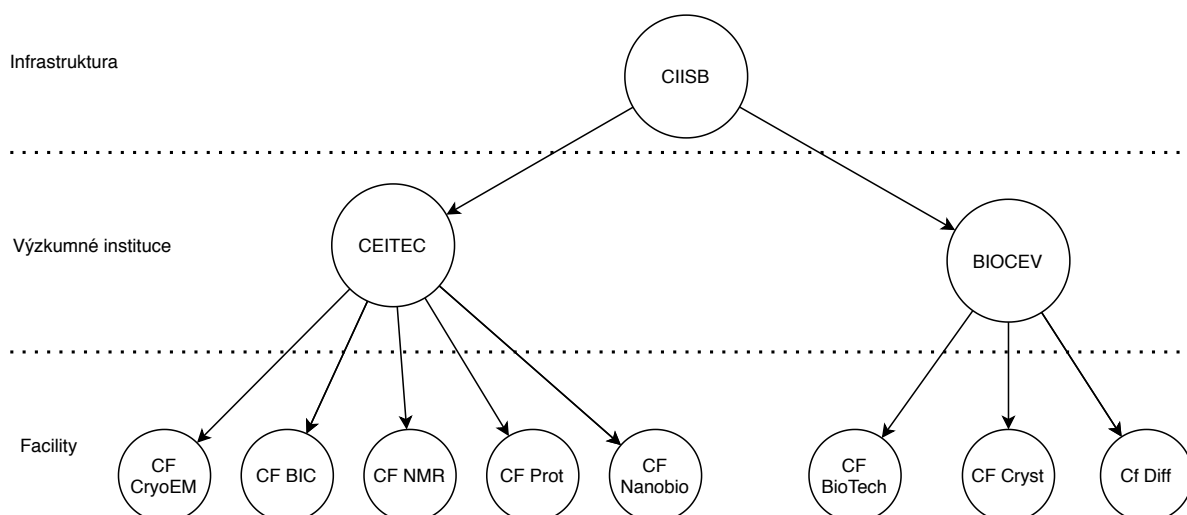 Infrastruktura
CIISB
Výzkumné instituce
CEITEC
BIOCEV
Facility
CF
CryoEM
CF BIC
CF NMR
CF Prot
CF
Nanobio
CF
BioTech
CF Cryst
Cf Diff